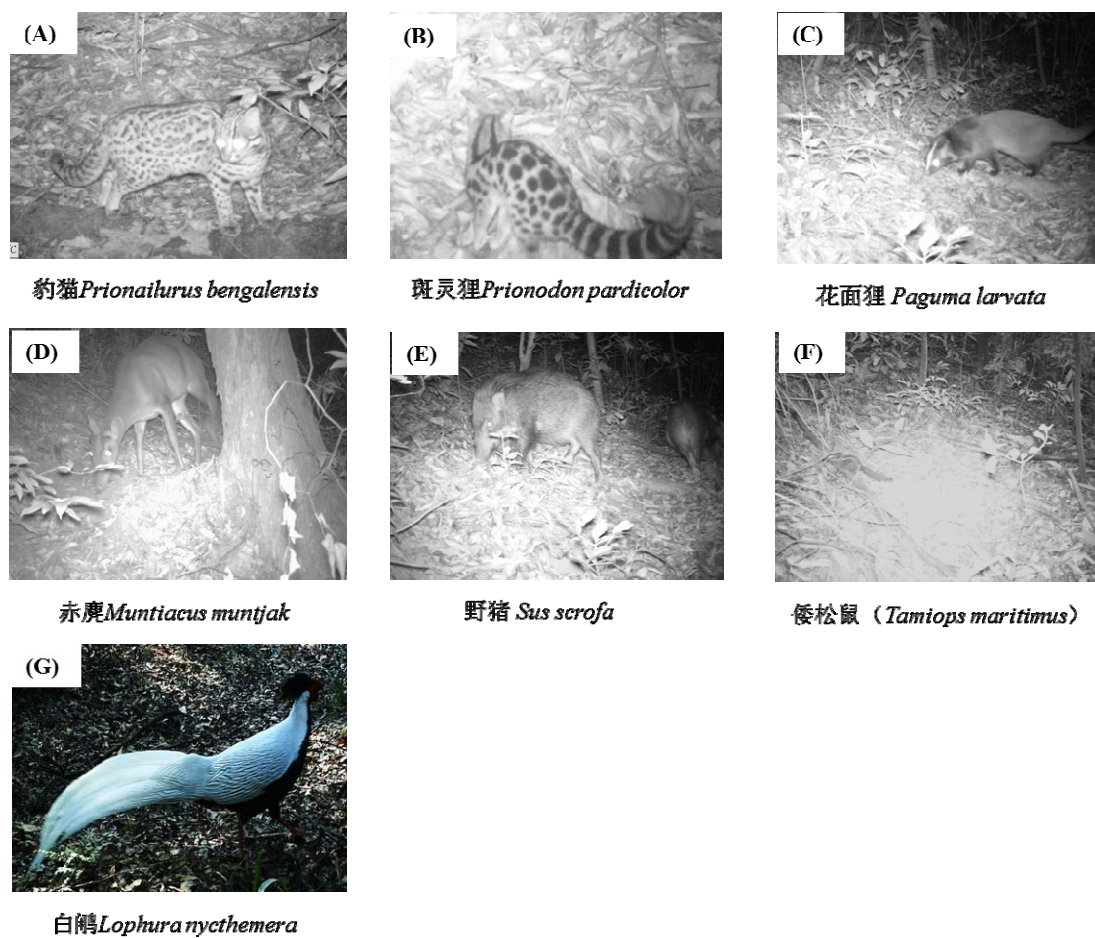 (A)
(B)
(C)
豹猫Prionailurus bengalensis
斑灵狸Prionodon pardicolor
花面狸 Paguma larvata
(D)
(E)
(F)
赤麂Muntiacus muntjak
野猪 Sus scrofa
倭松鼠（Tamiops maritimus）
(G)
白鹇Lophura nycthemera